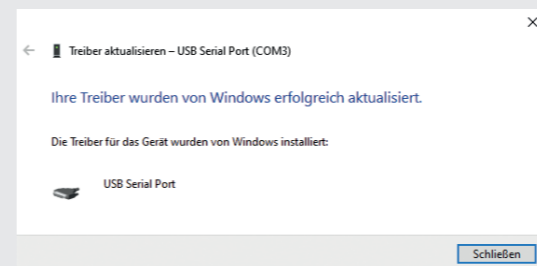 Treiber aktualisieren – USB Serial Port (COM3)
Ihre Treiber wurden von Windows erfolgreich aktualisiert.
Die Treiber für das Gerät wurden von Windows installiert:
USB Serial Port
Schließen